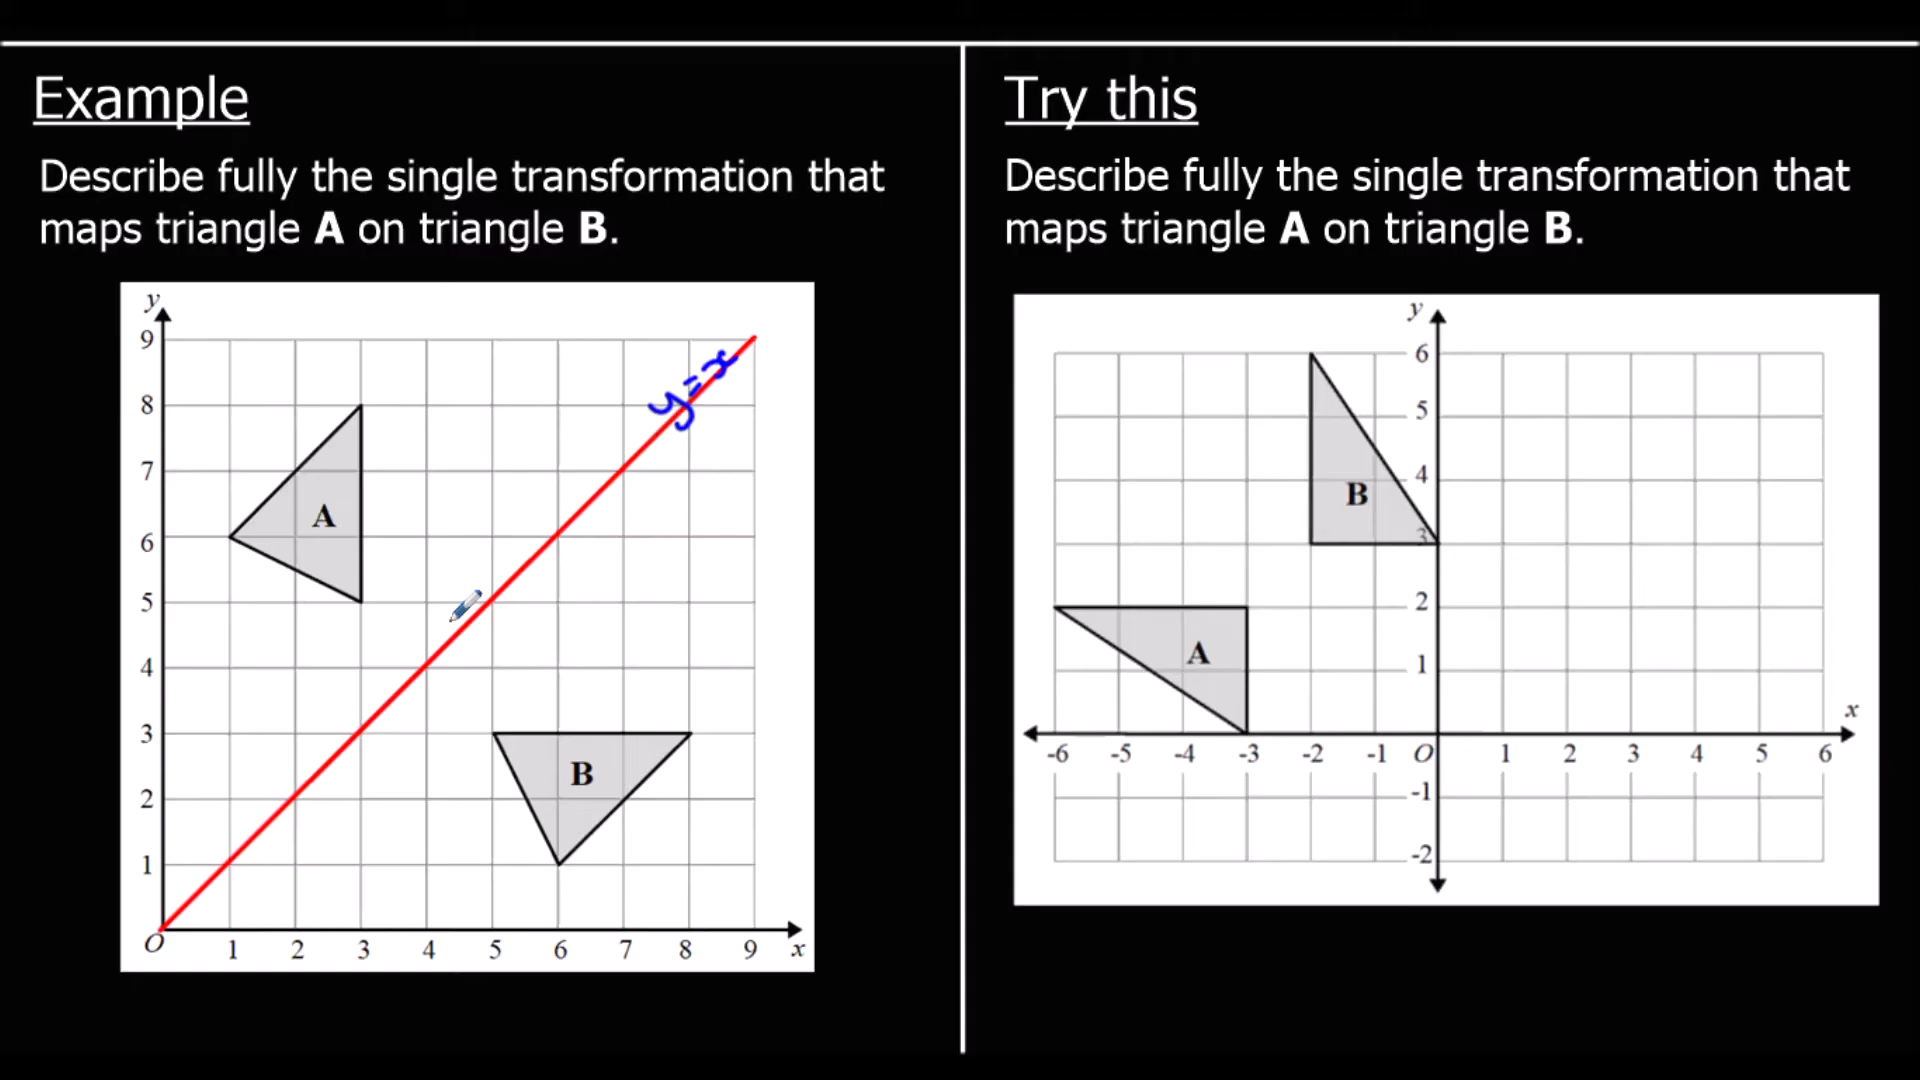 Example
Describe fully the single transformation that
maps triangle A on triangle B.
y
9
8
7
6
5
4
3
2
1
O
1 2 3 4 5 6 7 8 9 x
A
B
y=x
Try this
Describe fully the single transformation that
maps triangle A on triangle B.
y
6
5
4
3
2
1
B
A
x
-6 -5 -4 -3 -2 -1 O 1 2 3 4 5 6
-1
-2